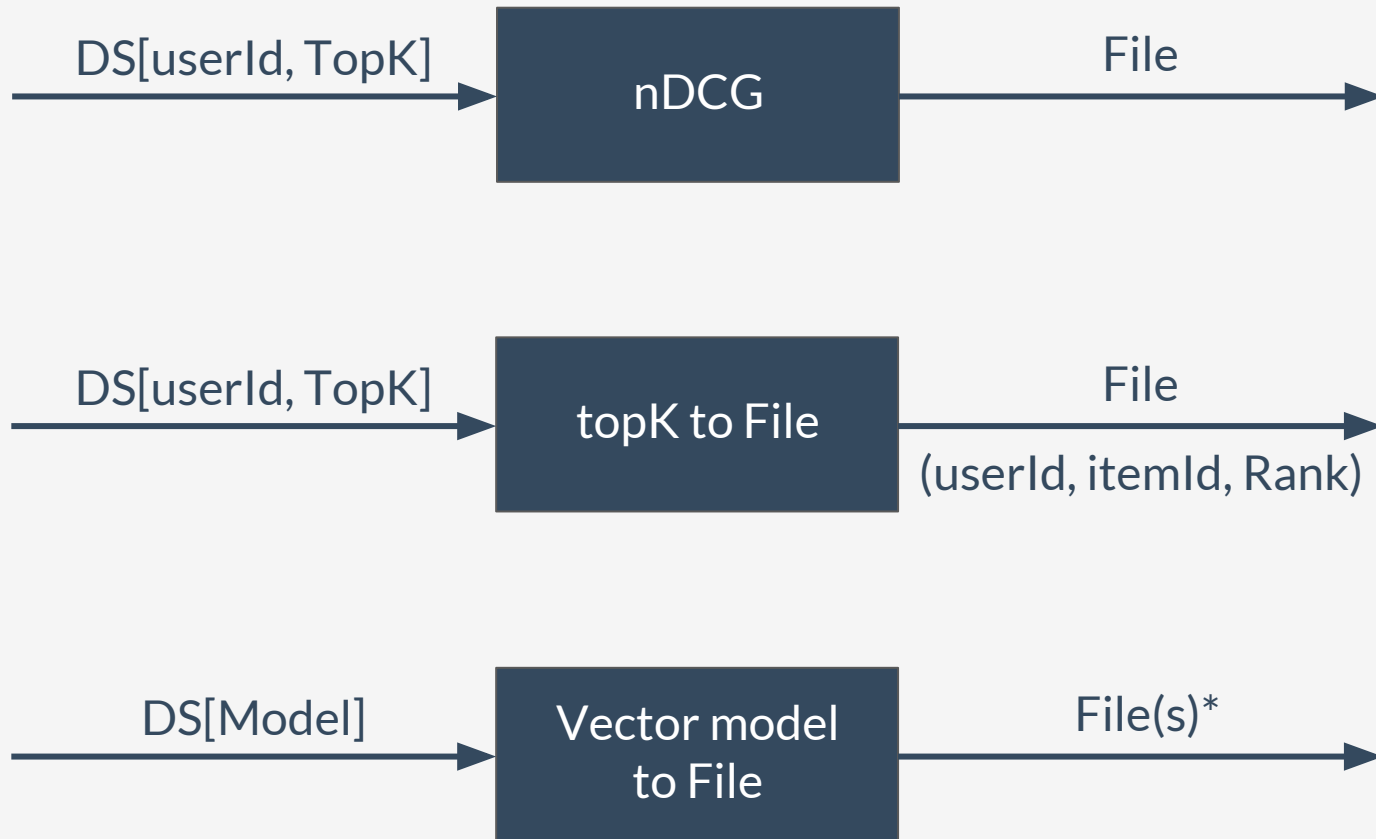 DS[userId, TopK]
nDCG
File
DS[userId, TopK]
topK to File
File
(userId, itemId, Rank)
DS[Model]
Vector model
to File
File(s)*